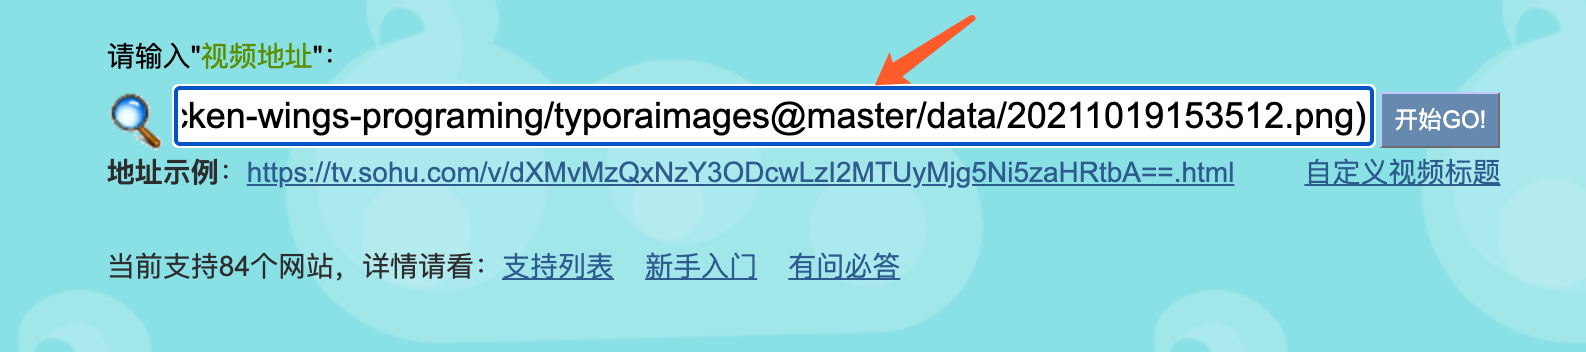 请输入"视频地址"：
cken-wings-programing/typoraimages@master/data/20211019153512.png) 开始GO!
地址示例：https://tv.sohu.com/v/dXMvMzQxNzY3ODcwLzI2MTUyMjg5Ni5zaHRtbA==.html 自定义视频标题
当前支持84个网站，详情请看：支持列表 新手入门 有问必答